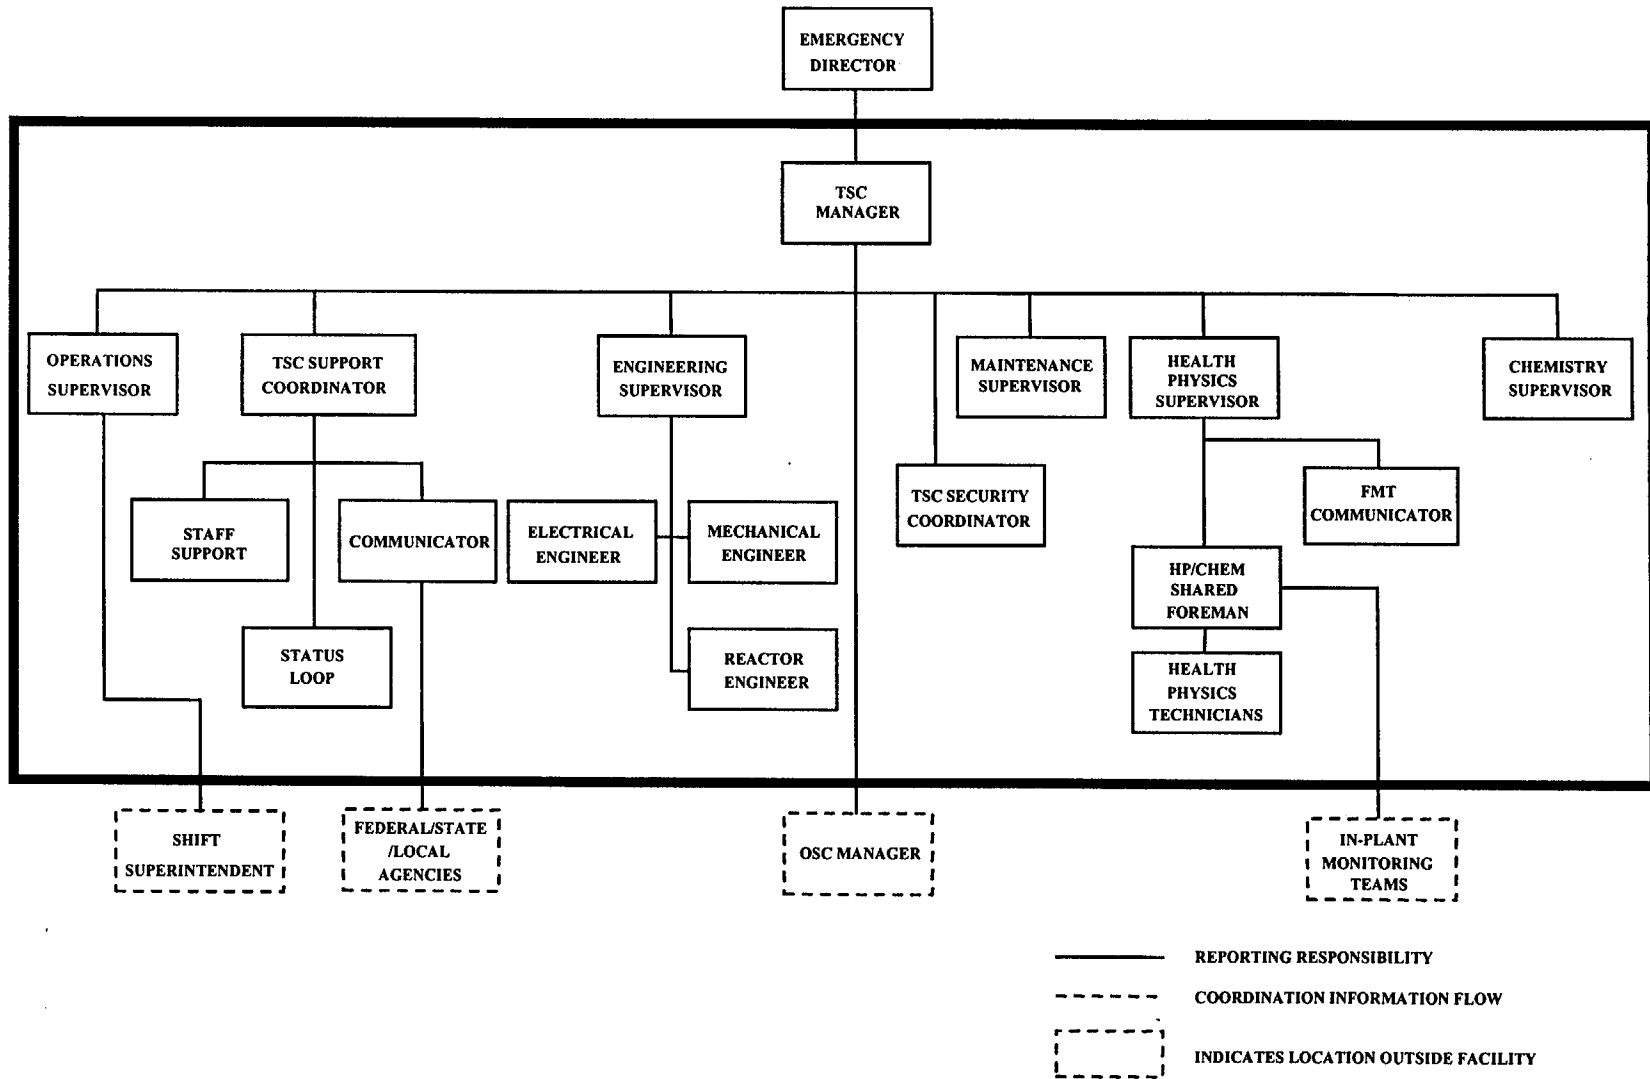 EMERGENCY
DIRECTOR
TSC
MANAGER
OPERATIONS
SUPERVISOR
TSC SUPPORT
COORDINATOR
ENGINEERING
SUPERVISOR
MAINTENANCE
SUPERVISOR
HEALTH
PHYSICS
SUPERVISOR
CHEMISTRY
SUPERVISOR
STAFF
SUPPORT
COMMUNICATOR
ELECTRICAL
ENGINEER
MECHANICAL
ENGINEER
TSC SECURITY
COORDINATOR
FMT
COMMUNICATOR
HP/CHEM
SHARED
FOREMAN
STATUS
LOOP
REACTOR
ENGINEER
HEALTH
PHYSICS
TECHNICIANS
SHIFT
SUPERINTENDENT
FEDERAL/STATE
/LOCAL
AGENCIES
OSC MANAGER
IN-PLANT
MONITORING
TEAMS
REPORTING RESPONSIBILITY
COORDINATION INFORMATION FLOW
INDICATES LOCATION OUTSIDE FACILITY